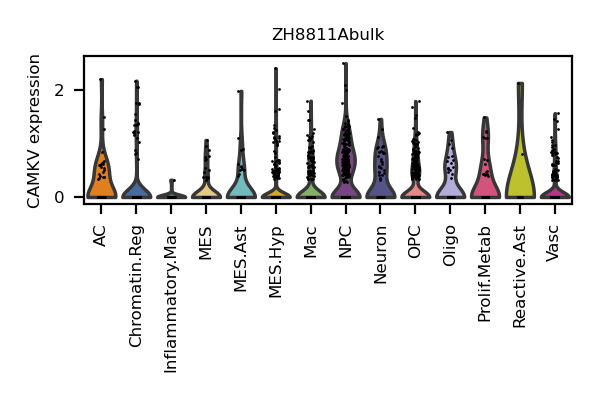 ZH8811Abulk
CAMKV expression
2
0
AC
Chromatin.Reg
Inflammatory.Mac
MES
MES.Ast
MES.Hyp
Mac
NPC
Neuron
OPC
Oligo
Prolif.Metab
Reactive.Ast
Vasc